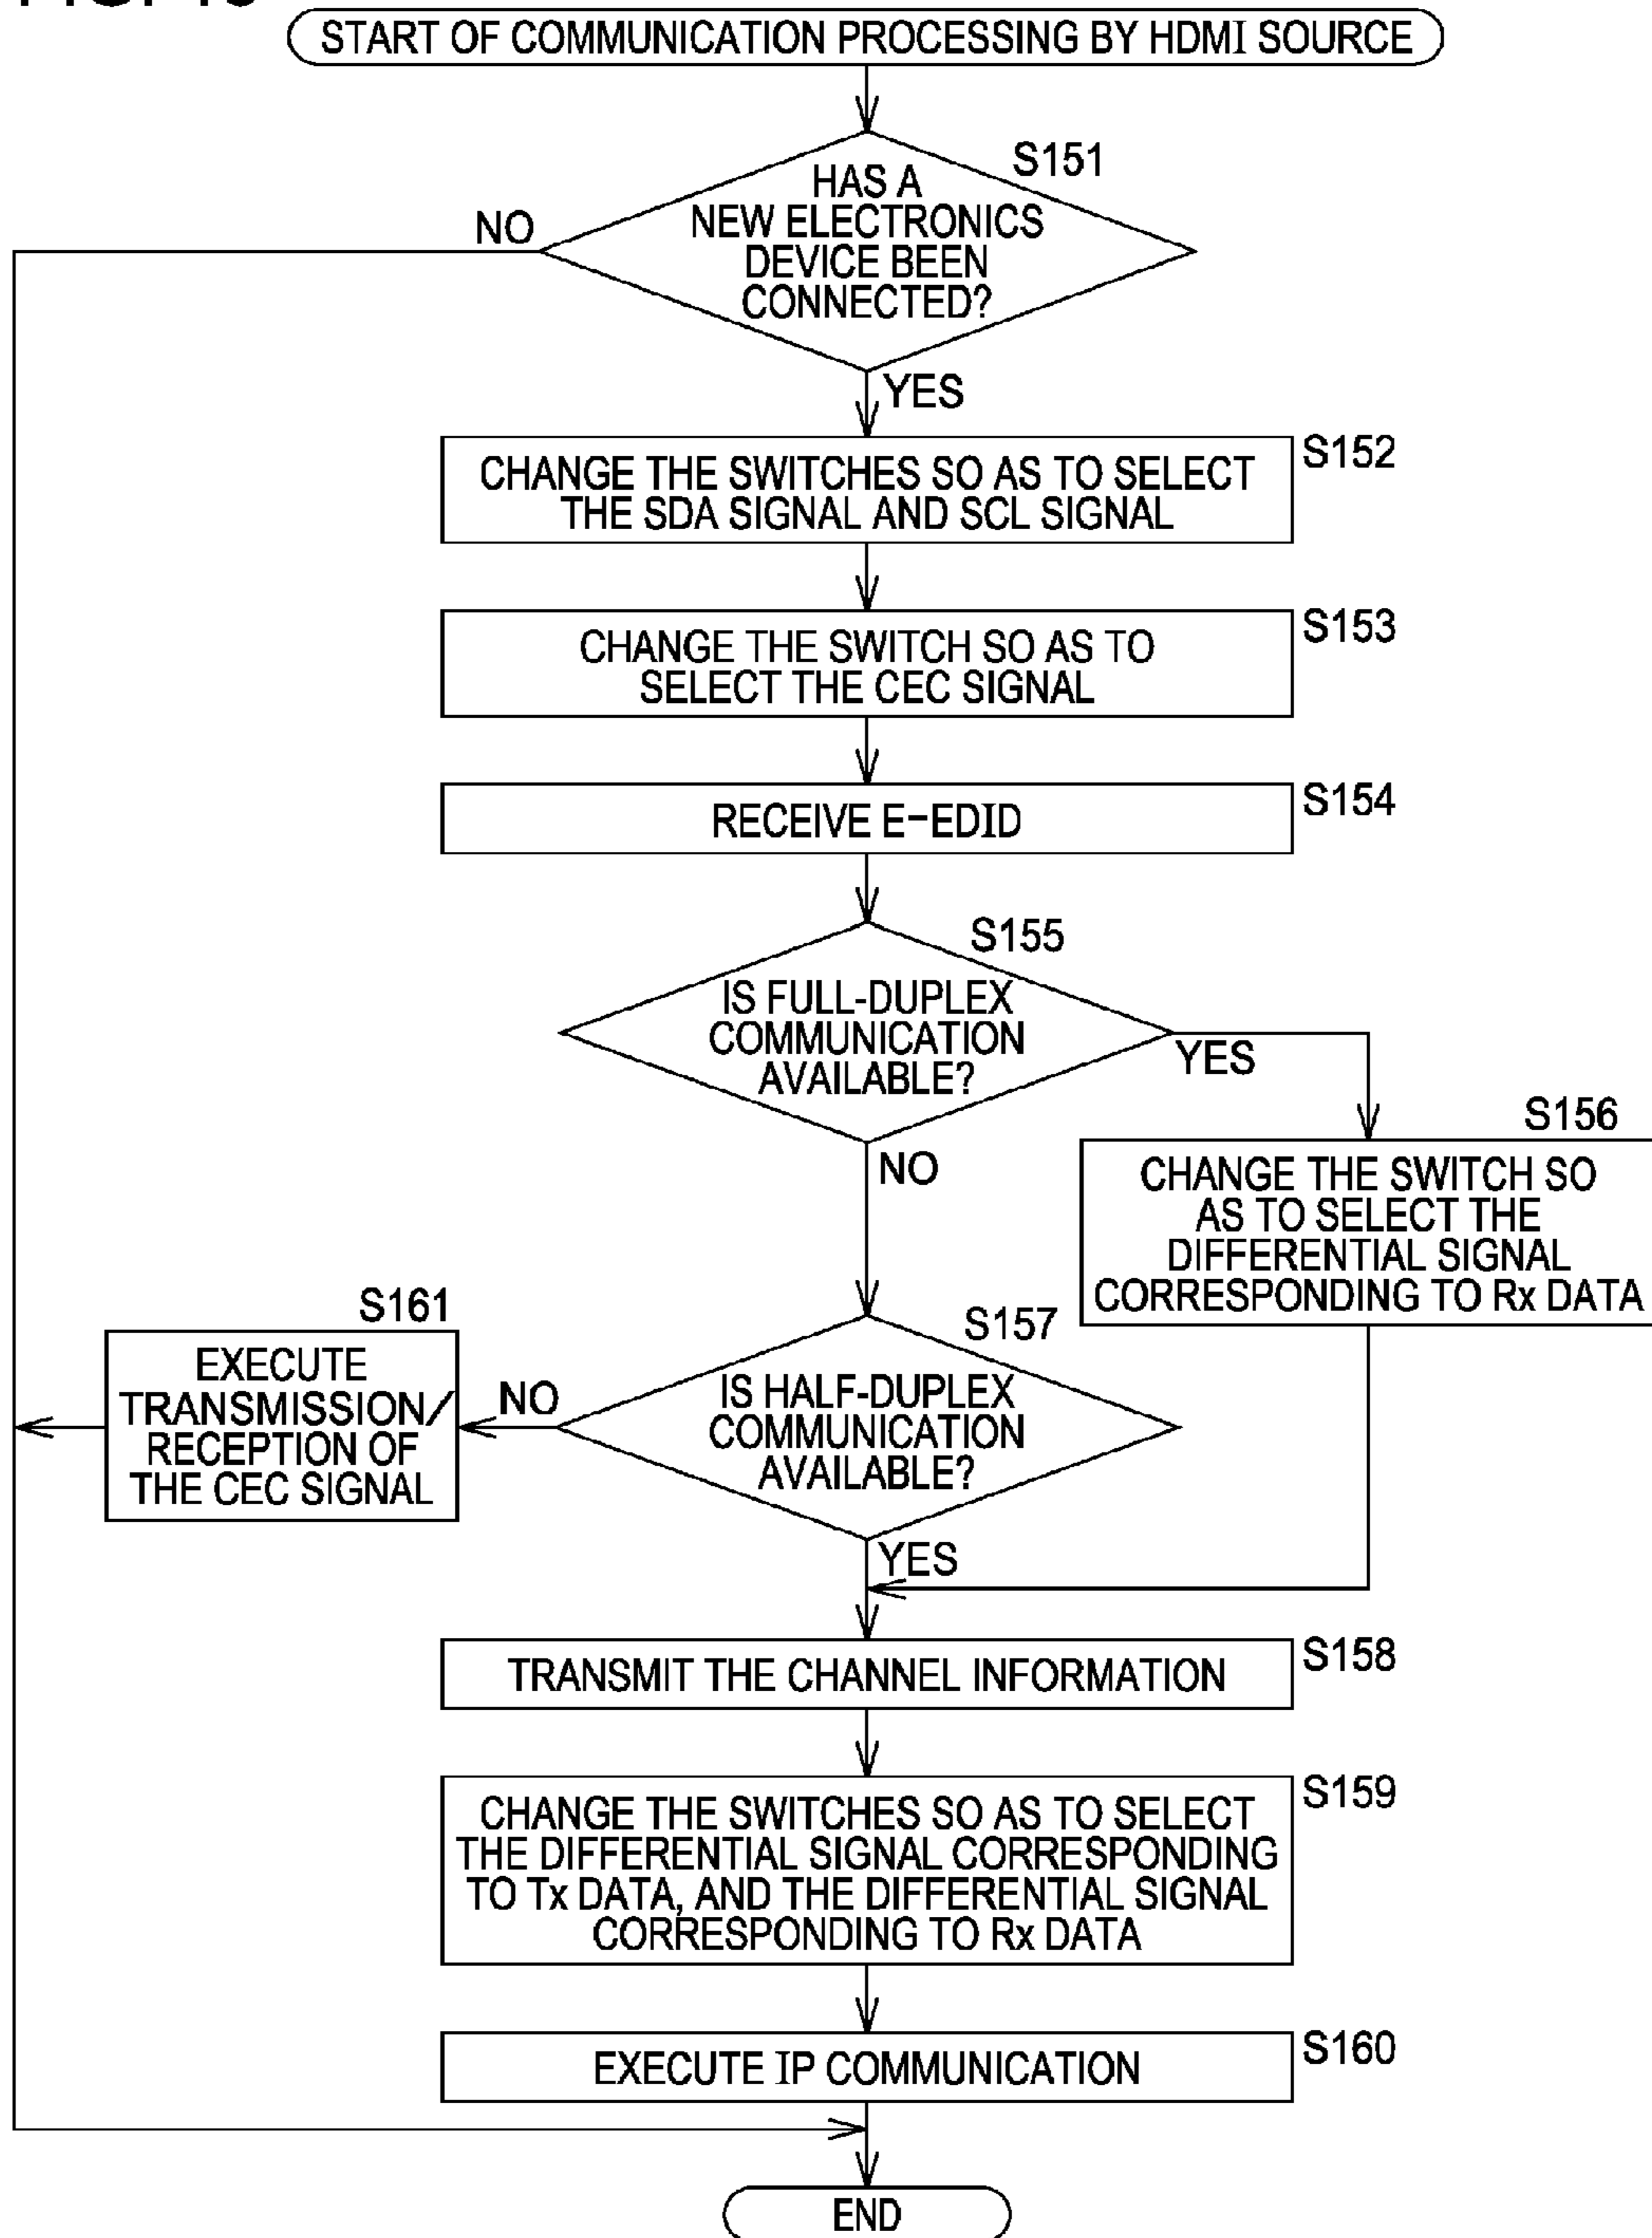 START OF COMMUNICATION PROCESSING BY HDMI SOURCE
S151
HAS A
NEW ELECTRONICS
DEVICE BEEN
CONNECTED?
NO
YES
S152
CHANGE THE SWITCHES SO AS TO SELECT
THE SDA SIGNAL AND SCL SIGNAL
S153
CHANGE THE SWITCH SO AS TO
SELECT THE CEC SIGNAL
S154
RECEIVE E-EDID
S155
IS FULL-DUPLEX
COMMUNICATION
AVAILABLE?
YES
NO
S156
CHANGE THE SWITCH SO
AS TO SELECT THE
DIFFERENTIAL SIGNAL
CORRESPONDING TO Rx DATA
S157
IS HALF-DUPLEX
COMMUNICATION
AVAILABLE?
NO
YES
S161
EXECUTE
TRANSMISSION/
RECEPTION OF
THE CEC SIGNAL
S158
TRANSMIT THE CHANNEL INFORMATION
S159
CHANGE THE SWITCHES SO AS TO SELECT
THE DIFFERENTIAL SIGNAL CORRESPONDING
TO Tx DATA, AND THE DIFFERENTIAL SIGNAL
CORRESPONDING TO Rx DATA
S160
EXECUTE IP COMMUNICATION
END